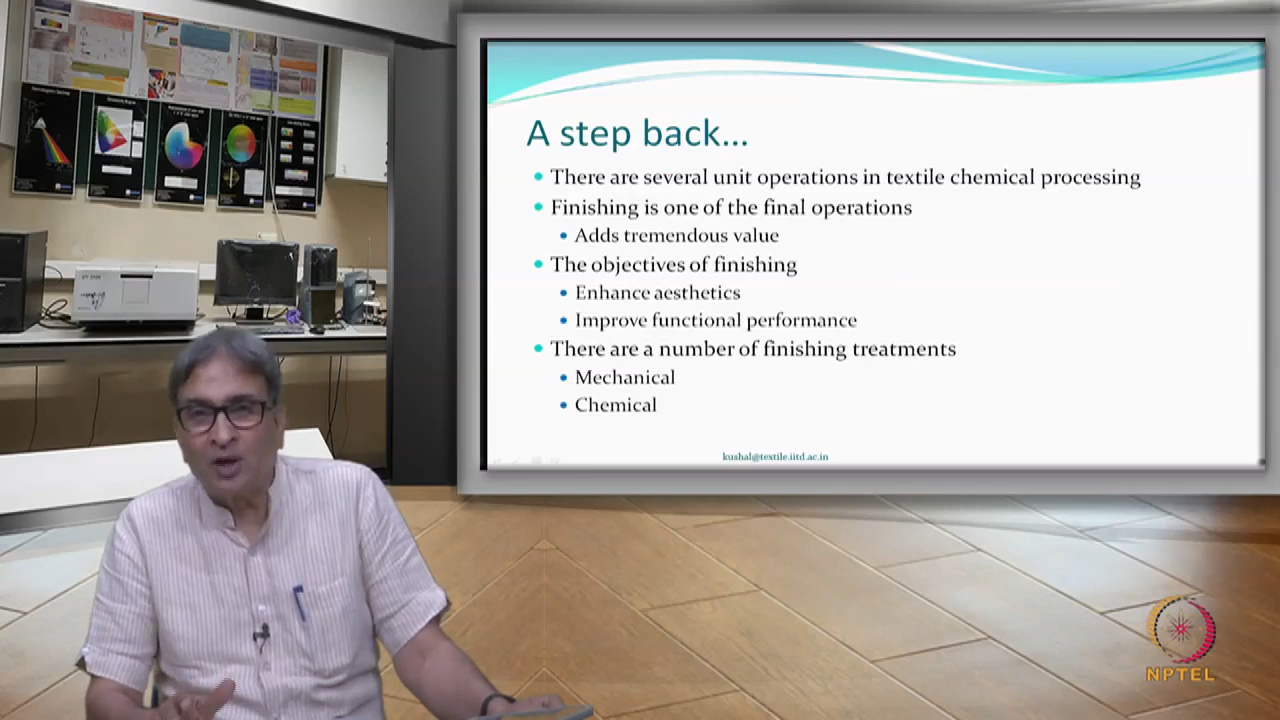 A step back...
There are several unit operations in textile chemical processing
Finishing is one of the final operations
Adds tremendous value
The objectives of finishing
Enhance aesthetics
Improve functional performance
There are a number of finishing treatments
Mechanical
Chemical
kushal@textile.iitd.ac.in
NPTEL